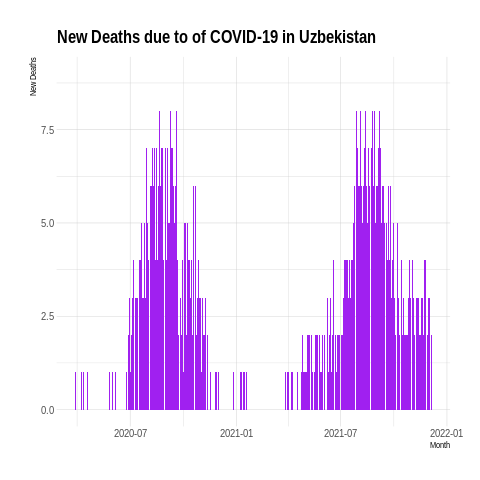 New Deaths due to of COVID-19 in Uzbekistan
New Deaths
7.5
5.0
2.5
0.0
2020-07
2021-01
2021-07
2022-01
Month